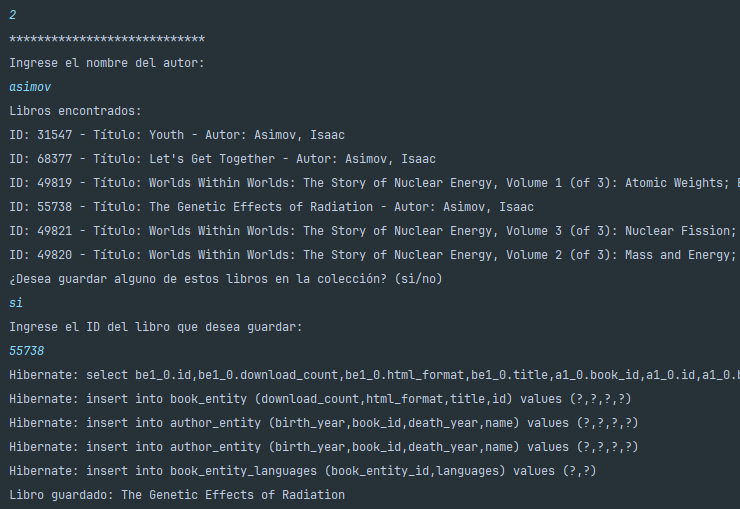 2
****************************
Ingrese el nombre del autor:
asimov
Libros encontrados:
ID: 31547 - Título: Youth - Autor: Asimov, Isaac
ID: 68377 - Título: Let's Get Together - Autor: Asimov, Isaac
ID: 49819 - Título: Worlds Within Worlds: The Story of Nuclear Energy, Volume 1 (of 3): Atomic Weights;
ID: 55738 - Título: The Genetic Effects of Radiation - Autor: Asimov, Isaac
ID: 49821 - Título: Worlds Within Worlds: The Story of Nuclear Energy, Volume 3 (of 3): Nuclear Fission;
ID: 49820 - Título: Worlds Within Worlds: The Story of Nuclear Energy, Volume 2 (of 3): Mass and Energy;
¿Desea guardar alguno de estos libros en la colección? (si/no)
si
Ingrese el ID del libro que desea guardar:
55738
Hibernate: select be1_0.id,be1_0.download_count,be1_0.html_format,be1_0.title,a1_0.book_id,a1_0.id,a1_0.
Hibernate: insert into book_entity (download_count,html_format,title,id) values (?,?,?,?)
Hibernate: insert into author_entity (birth_year,book_id,death_year,name) values (?,?,?,?)
Hibernate: insert into author_entity (birth_year,book_id,death_year,name) values (?,?,?,?)
Hibernate: insert into book_entity_languages (book_entity_id,languages) values (?,?)
Libro guardado: The Genetic Effects of Radiation